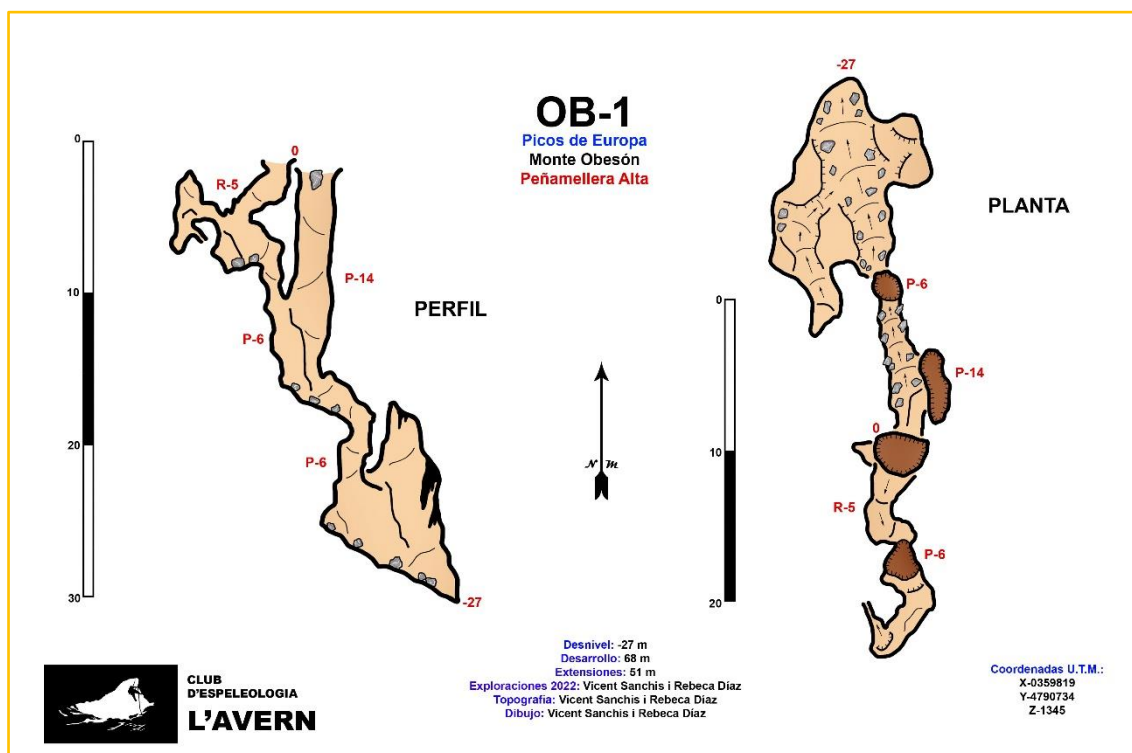 OB-1
Picos de Europa
Monte Obesón
Peñamellera Alta
0
10
20
30
0
R-5
P-14
P-6
P-6
-27
PERFIL
N M
-27
PLANTA
P-6
P-14
0
R-5
P-6
0
10
20
Desnivel: -27 m
Desarrollo: 68 m
Extensiones: 51 m
Exploraciones 2022: Vicent Sanchis i Rebeca Díaz
Topografia: Vicent Sanchis i Rebeca Díaz
Dibujo: Vicent Sanchis i Rebeca Díaz
Coordenadas U.T.M.:
X-0359819
Y-4790734
Z-1345
CLUB
D'ESPELEOLOGIA
L'AVERN